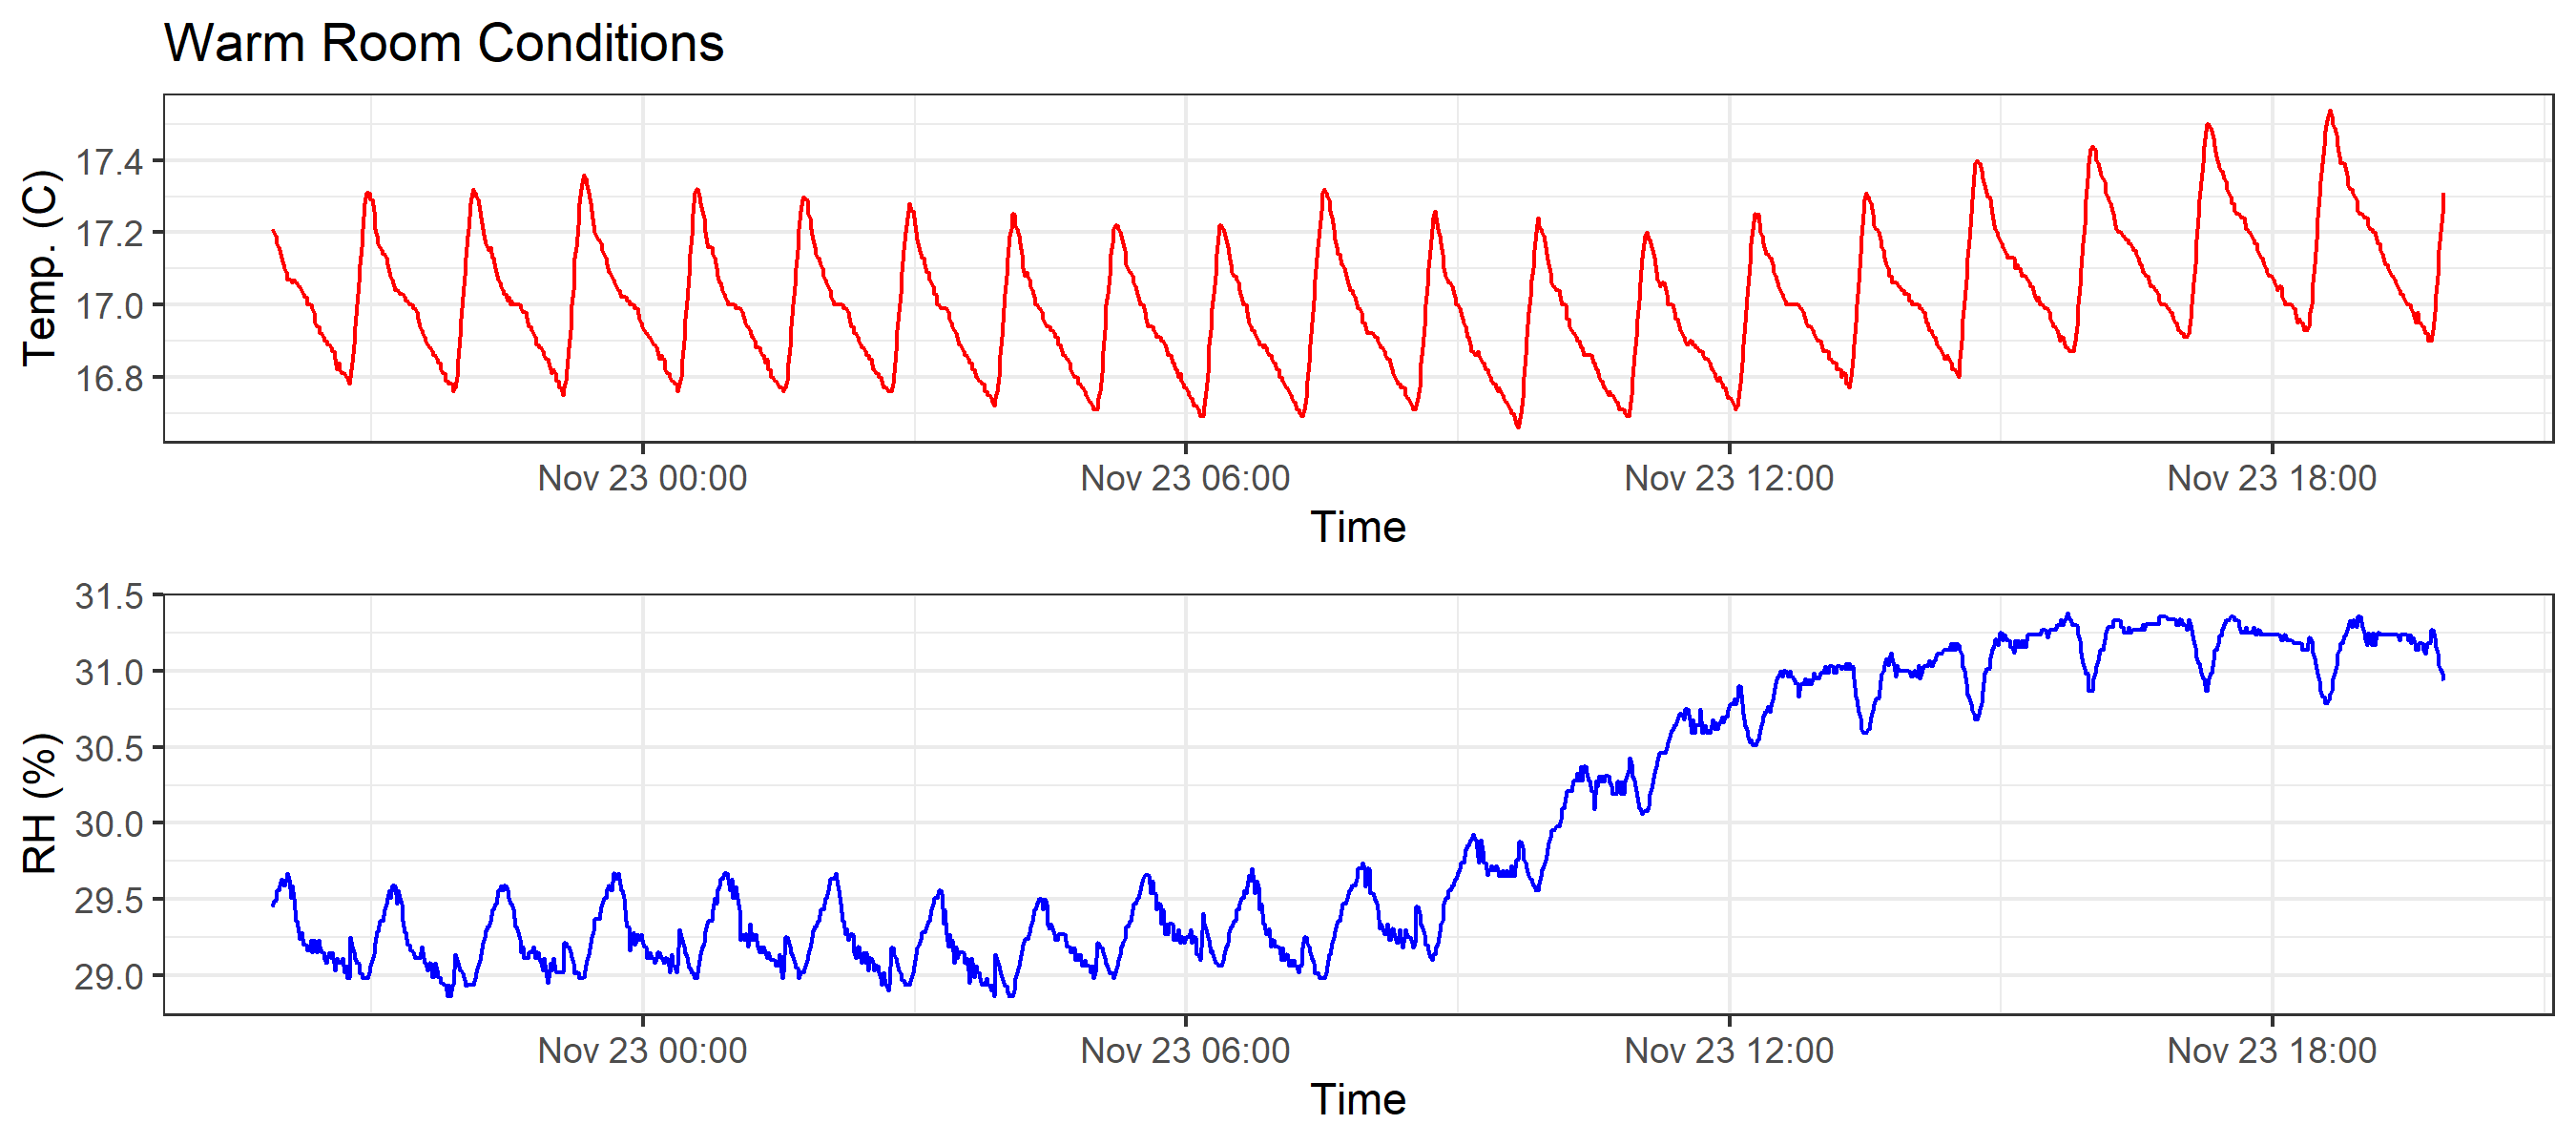 Warm Room Conditions
Temp. (C)
17.4
17.2
17.0
16.8
Nov 23 00:00 Nov 23 06:00 Nov 23 12:00 Nov 23 18:00
Time
RH (%)
31.5
31.0
30.5
30.0
29.5
29.0
Nov 23 00:00 Nov 23 06:00 Nov 23 12:00 Nov 23 18:00
Time